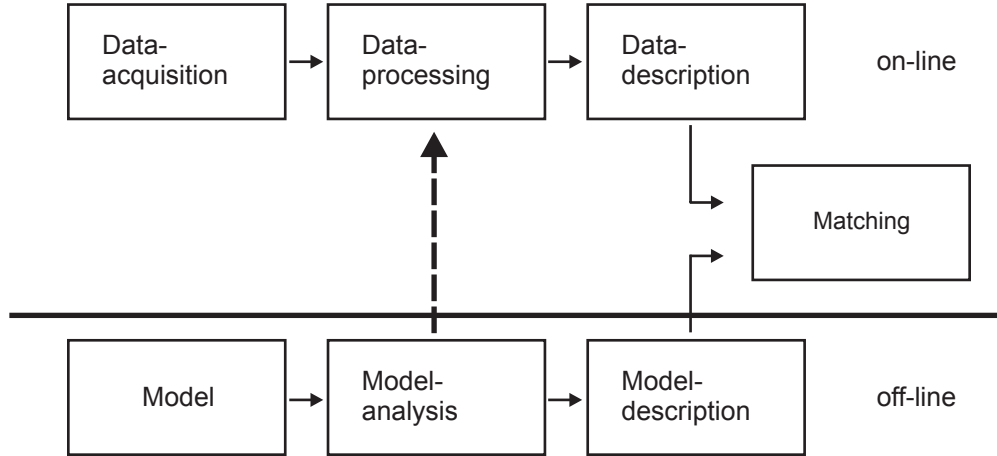 Data-
acquisition
Data-
processing
Data-
description
on-line
Matching
Model
Model-
analysis
Model-
description
off-line